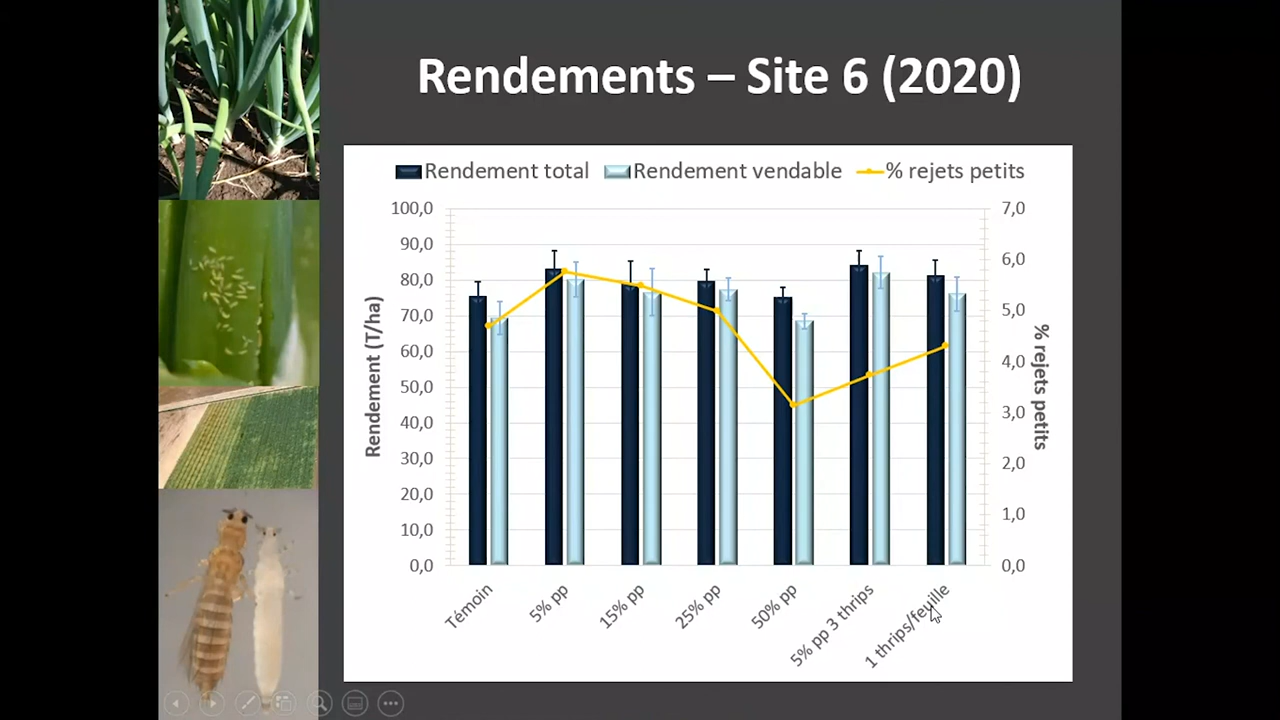 Rendements – Site 6 (2020)
Rendement total Rendement vendable % rejets petits
100,0
90,0
80,0
70,0
60,0
50,0
40,0
30,0
20,0
10,0
0,0
Rendement (T/ha)
7,0
6,0
5,0
4,0
3,0
2,0
1,0
0,0
% rejets petits
Témoin
5% pp
15% pp
25% pp
50% pp
5% pp 3 thrips
1 thrips/feuille